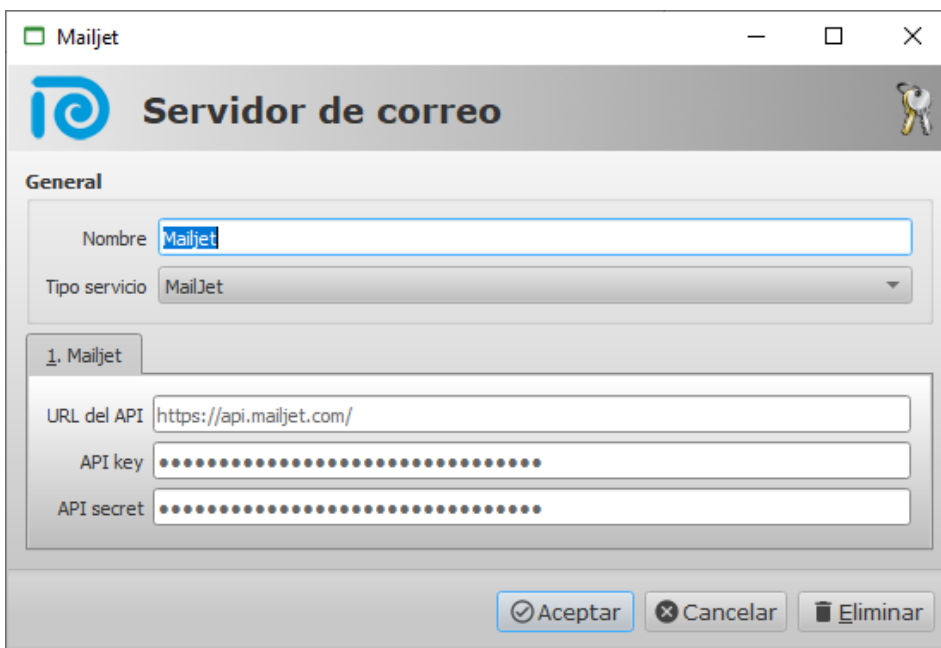 Mailjet
Servidor de correo
General
Nombre Mailjet
Tipo servicio MailJet
1. Mailjet
URL del API https://api.mailjet.com/
API key ••••••••••••••••••••••••••••••••
API secret ••••••••••••••••••••••••••••••••
Aceptar Cancelar Eliminar